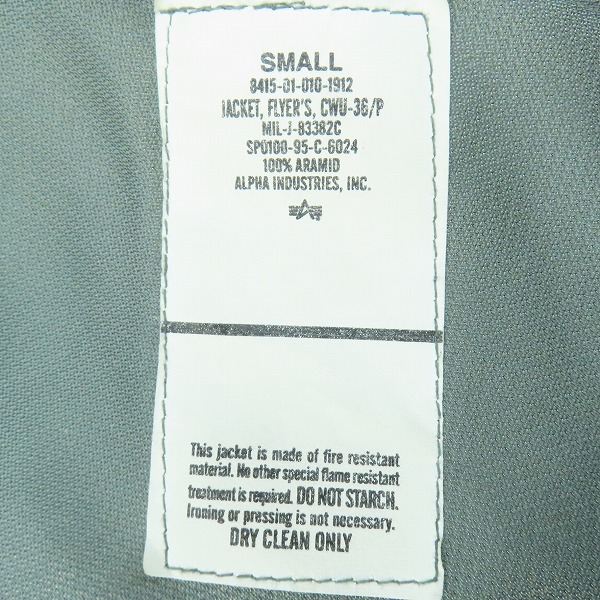 SMALL
8415-01-010-1912
JACKET, FLYER'S, CWU-36/P
MIL-J-83382C
SPO100-95-C-6024
100% ARAMID
ALPHA INDUSTRIES, INC.
This jacket is made of fire resistant
material. No other special flame resistant
treatment is required. DO NOT STARCH.
Ironing or pressing is not necessary.
DRY CLEAN ONLY